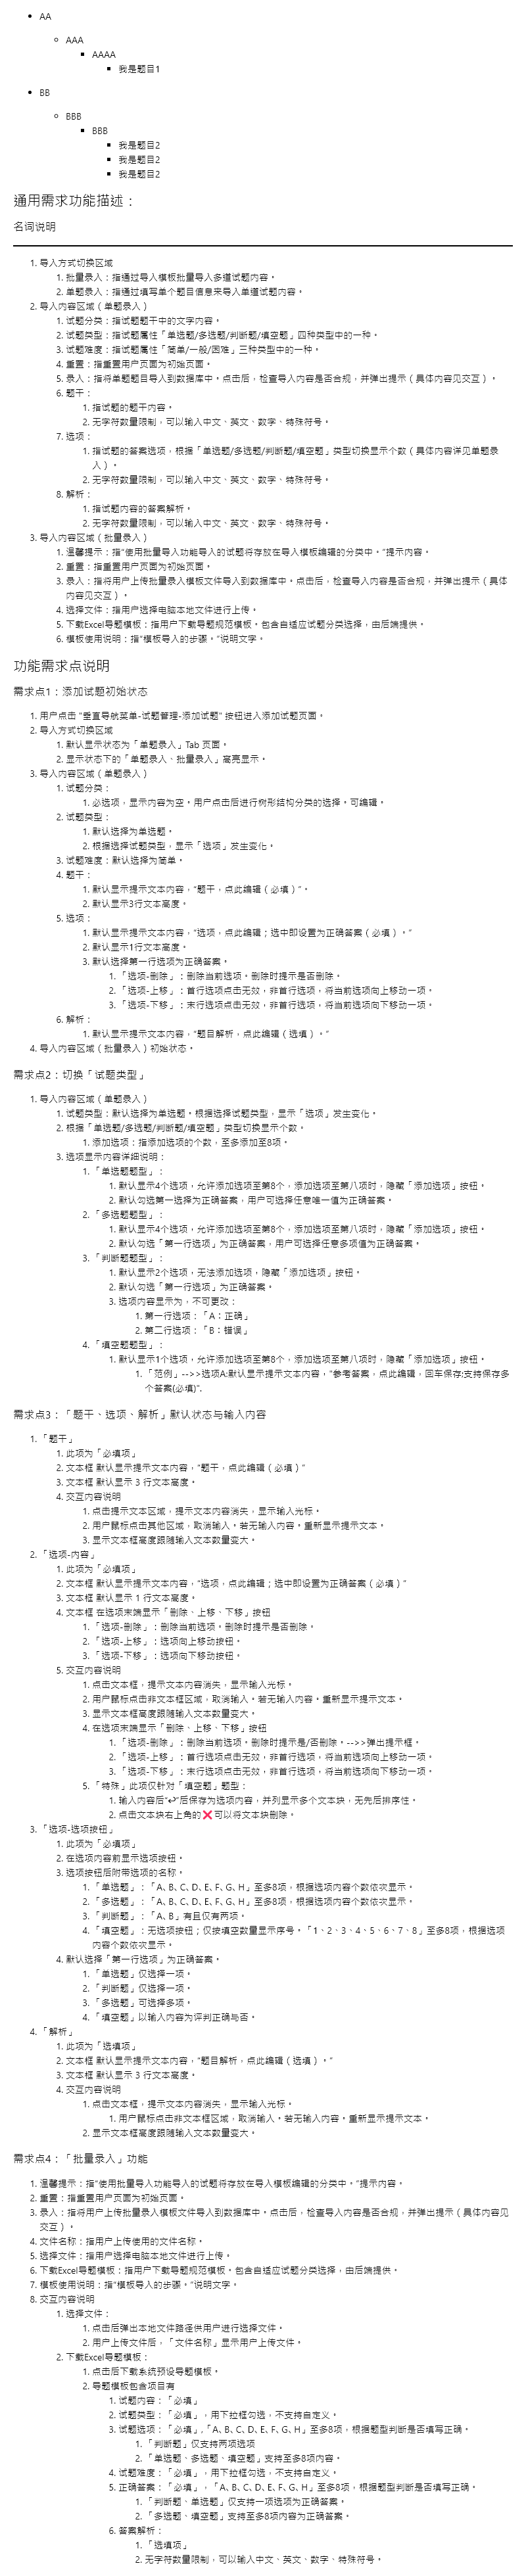 AA
AAA
AAAA
我是题目1
BB
BBB
BBB
我是题目2
我是题目2
我是题目2
通用需求功能描述：
名词说明
1. 导入方式切换区域
1. 批量录入：指通过导入模板批量导入多道试题内容。
2. 单题录入：指通过填写单个题目信息来导入单道试题内容。
2. 导入内容区域（单题录入）
1. 试题分类：指试题题干中的文字内容。
2. 试题类型：指试题属性「单选题/多选题/判断题/填空题」四种类型中的一种。
3. 试题难度：指试题属性「简单/一般/困难」三种类型中的一种。
4. 重置：指重置用户页面为初始页面。
5. 录入：指将单题题目导入到数据库中。点击后，检查导入内容是否合规，并弹出提示（具体内容见交互）。
6. 题干：
1. 指试题的题干内容。
2. 无字符数量限制，可以输入中文、英文、数字、特殊符号。
7. 选项：
1. 指试题的答案选项，根据「单选题/多选题/判断题/填空题」类型切换显示个数（具体内容详见单题录
入）。
2. 无字符数量限制，可以输入中文、英文、数字、特殊符号。
8. 解析：
1. 指试题内容的答案解析。
2. 无字符数量限制，可以输入中文、英文、数字、特殊符号。
3. 导入内容区域（批量录入）
1. 温馨提示：指“使用批量导入功能导入的试题将存放在导入模板编辑的分类中。”提示内容。
2. 重置：指重置用户页面为初始页面。
3. 录入：指将用户上传批量录入模板文件导入到数据库中。点击后，检查导入内容是否合规，并弹出提示（具体
内容见交互）。
4. 选择文件：指用户选择电脑本地文件进行上传。
5. 下载Excel导题模板：指用户下载导题规范模板。包含自适应试题分类选择，由后端提供。
6. 模板使用说明：指“模板导入的步骤。”说明文字。
功能需求点说明
需求点1：添加试题初始状态
1. 用户点击 “垂直导航菜单-试题管理-添加试题” 按钮进入添加试题页面。
2. 导入方式切换区域
1. 默认显示状态为「单题录入」Tab 页面。
2. 显示状态下的「单题录入、批量录入」高亮显示。
3. 导入内容区域（单题录入）
1. 试题分类：
1. 必选项，显示内容为空。用户点击后进行树形结构分类的选择。可编辑。
2. 试题类型：
1. 默认选择为单选题。
2. 根据选择试题类型，显示「选项」发生变化。
3. 试题难度：默认选择为简单。
4. 题干：
1. 默认显示提示文本内容，“题干，点此编辑（必填）”。
2. 默认显示3行文本高度。
5. 选项：
1. 默认显示提示文本内容，“选项，点此编辑；选中即设置为正确答案（必填）。”
2. 默认显示1行文本高度。
3. 默认选择第一行选项为正确答案。
1. 「选项-删除」：删除当前选项。删除时提示是否删除。
2. 「选项-上移」：首行选项点击无效，非首行选项，将当前选项向上移动一项。
3. 「选项-下移」：末行选项点击无效，非首行选项，将当前选项向下移动一项。
6. 解析：
1. 默认显示提示文本内容，“题目解析，点此编辑（选填）。”
4. 导入内容区域（批量录入）初始状态。
需求点2：切换「试题类型」
1. 导入内容区域（单题录入）
1. 试题类型：默认选择为单选题。根据选择试题类型，显示「选项」发生变化。
2. 根据「单选题/多选题/判断题/填空题」类型切换显示个数。
1. 添加选项：指添加选项的个数，至多添加至8项。
3. 选项显示内容详细说明：
1. 「单选题题型」：
1. 默认显示4个选项，允许添加选项至第8个，添加选项至第八项时，隐藏「添加选项」按钮。
2. 默认勾选第一选择为正确答案，用户可选择任意唯一值为正确答案。
2. 「多选题题型」：
1. 默认显示4个选项，允许添加选项至第8个，添加选项至第八项时，隐藏「添加选项」按钮。
2. 默认勾选「第一行选项」为正确答案，用户可选择任意多项值为正确答案。
3. 「判断题题型」：
1. 默认显示2个选项，无法添加选项，隐藏「添加选项」按钮。
2. 默认勾选「第一行选项」为正确答案。
3. 选项内容显示为，不可更改：
1. 第一行选项：「A：正确」
2. 第二行选项：「B：错误」
4. 「填空题题型」：
1. 默认显示1个选项，允许添加选项至第8个，添加选项至第八项时，隐藏「添加选项」按钮。
1. 「范例」-->>选项A:默认显示提示文本内容，“参考答案，点此编辑，回车保存;支持保存多
个答案(必填)”.
需求点3：「题干、选项、解析」默认状态与输入内容
1. 「题干」
1. 此项为「必填项」
2. 文本框 默认显示提示文本内容，“题干，点此编辑（必填）”
3. 文本框 默认显示 3 行文本高度。
4. 交互内容说明
1. 点击提示文本区域，提示文本内容消失，显示输入光标。
2. 用户鼠标点击其他区域，取消输入。若无输入内容。重新显示提示文本。
3. 显示文本框高度跟随输入文本数量变大。
2. 「选项-内容」
1. 此项为「必填项」
2. 文本框 默认显示提示文本内容，“选项，点此编辑；选中即设置为正确答案（必填）”
3. 文本框 默认显示 1 行文本高度。
4. 文本框 在选项末端显示「删除、上移、下移」按钮
1. 「选项-删除」：删除当前选项。删除时提示是否删除。
2. 「选项-上移」：选项向上移动按钮。
3. 「选项-下移」：选项向下移动按钮。
5. 交互内容说明
1. 点击文本框，提示文本内容消失，显示输入光标。
2. 用户鼠标点击非文本框区域，取消输入。若无输入内容。重新显示提示文本。
3. 显示文本框高度跟随输入文本数量变大。
4. 在选项末端显示「删除、上移、下移」按钮
1. 「选项-删除」：删除当前选项。删除时提示是/否删除。-->>弹出提示框。
2. 「选项-上移」：首行选项点击无效，非首行选项，将当前选项向上移动一项。
3. 「选项-下移」：末行选项点击无效，非首行选项，将当前选项向下移动一项。
5. 「特殊」此项仅针对「填空题」题型：
1. 输入内容后“↩”后保存为选项内容，并列显示多个文本块，无先后排序性。
2. 点击文本块右上角的❌可以将文本块删除。
3. 「选项-选项按钮」
1. 此项为「必填项」
2. 在选项内容前显示选项按钮。
3. 选项按钮后附带选项的名称。
1. 「单选题」：「A、B、C、D、E、F、G、H」至多8项，根据选项内容个数依次显示。
2. 「多选题」：「A、B、C、D、E、F、G、H」至多8项，根据选项内容个数依次显示。
3. 「判断题」：「A、B」有且仅有两项。
4. 「填空题」：无选项按钮；仅按填空数量显示序号。「1、2、3、4、5、6、7、8」至多8项，根据选项
内容个数依次显示。
4. 默认选择「第一行选项」为正确答案。
1. 「单选题」仅选择一项。
2. 「判断题」仅选择一项。
3. 「多选题」可选择多项。
4. 「填空题」以输入内容为评判正确与否。
4. 「解析」
1. 此项为「选填项」
2. 文本框 默认显示提示文本内容，“题目解析，点此编辑（选填）。”
3. 文本框 默认显示 3 行文本高度。
4. 交互内容说明
1. 点击文本框，提示文本内容消失，显示输入光标。
1. 用户鼠标点击非文本框区域，取消输入。若无输入内容。重新显示提示文本。
2. 显示文本框高度跟随输入文本数量变大。
需求点4：「批量录入」功能
1. 温馨提示：指“使用批量导入功能导入的试题将存放在导入模板编辑的分类中。”提示内容。
2. 重置：指重置用户页面为初始页面。
3. 录入：指将用户上传批量录入模板文件导入到数据库中。点击后，检查导入内容是否合规，并弹出提示（具体内容见
交互）。
4. 文件名称：指用户上传使用的文件名称。
5. 选择文件：指用户选择电脑本地文件进行上传。
6. 下载Excel导题模板：指用户下载导题规范模板。包含自适应试题分类选择，由后端提供。
7. 模板使用说明：指“模板导入的步骤。”说明文字。
8. 交互内容说明
1. 选择文件：
1. 点击后弹出本地文件路径供用户进行选择文件。
2. 用户上传文件后，「文件名称」显示用户上传文件。
2. 下载Excel导题模板：
1. 点击后下载系统预设导题模板。
2. 导题模板包含项目有
1. 试题内容：「必填」
2. 试题类型：「必填」，用下拉框勾选，不支持自定义。
3. 试题选项：「必填」，「A、B、C、D、E、F、G、H」至多8项，根据题型判断是否填写正确。
1. 「判断题」仅支持两项选项
2. 「单选题、多选题、填空题」支持至多8项内容。
4. 试题难度：「必填」，用下拉框勾选，不支持自定义。
5. 正确答案：「必填」，「A、B、C、D、E、F、G、H」至多8项，根据题型判断是否填写正确。
1. 「判断题、单选题」仅支持一项选项为正确答案。
2. 「多选题、填空题」支持至多8项内容为正确答案。
6. 答案解析：
1. 「选填项」
2. 无字符数量限制，可以输入中文、英文、数字、特殊符号。